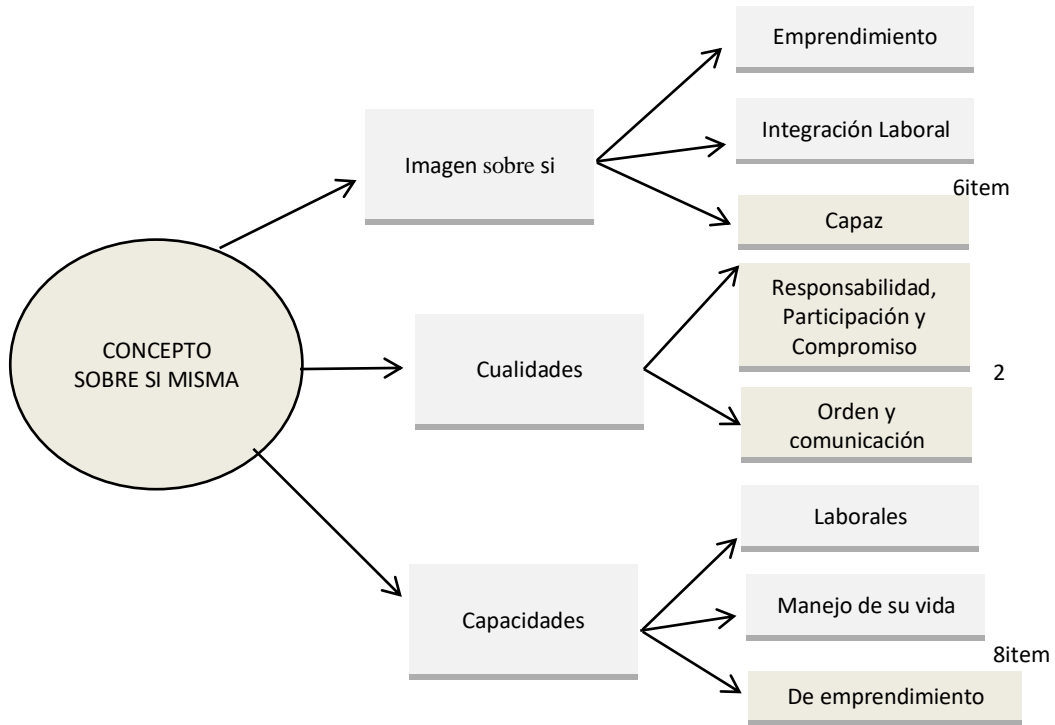 Emprendimiento
Imagen sobre si
Integración Laboral
6item
Capaz
CONCEPTO
SOBRE SI MISMA
Cualidades
Responsabilidad,
Participación y
Compromiso
2
Orden y
comunicación
Capacidades
Laborales
Manejo de su vida
8item
De emprendimiento